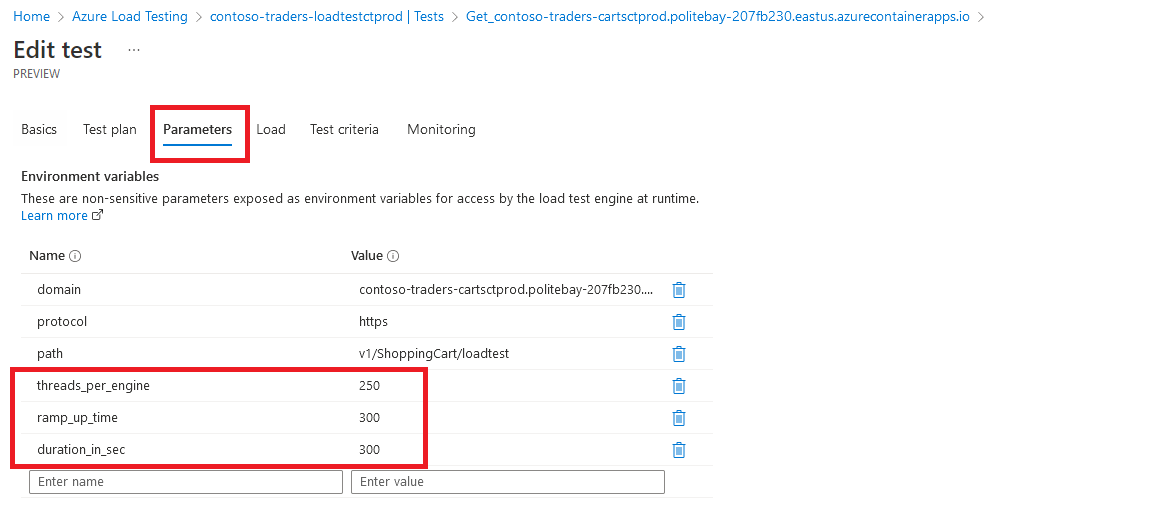 Home > Azure Load Testing > contoso-traders-loadtestctprod | Tests > Get_contoso-traders-cartsctprod.politebay-207fb230.eastus.azurecontainerapps.io >
Edit test ...
PREVIEW
Basics Test plan Parameters Load Test criteria Monitoring
Environment variables
These are non-sensitive parameters exposed as environment variables for access by the load test engine at runtime.
Learn more
Name Value
domain contoso-traders-cartsctprod.politebay-207fb230....
protocol https
path v1/ShoppingCart/loadtest
threads_per_engine 250
ramp_up_time 300
duration_in_sec 300
Enter name Enter value